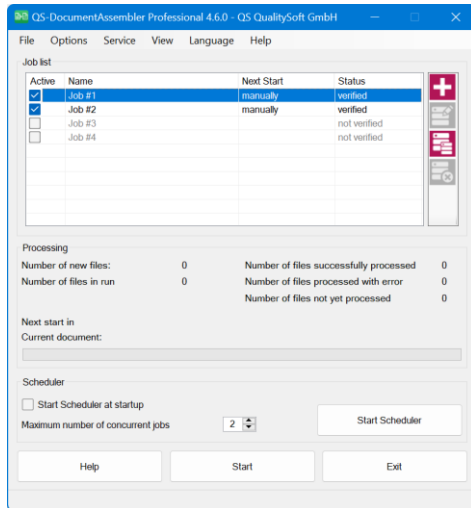 QS-DocumentAssembler Professional 4.6.0 - QS QualitySoft GmbH
File Options Service View Language Help
Job list
Active Name Next Start Status
Job #1 manually verified
Job #2 manually verified
Job #3 not verified
Job #4 not verified
Processing
Number of new files: 0 Number of files successfully processed 0
Number of files in run 0 Number of files processed with error 0
Number of files not yet processed 0
Next start in
Current document:
Scheduler
Start Scheduler at startup
Maximum number of concurrent jobs 2 Start Scheduler
Help Start Exit